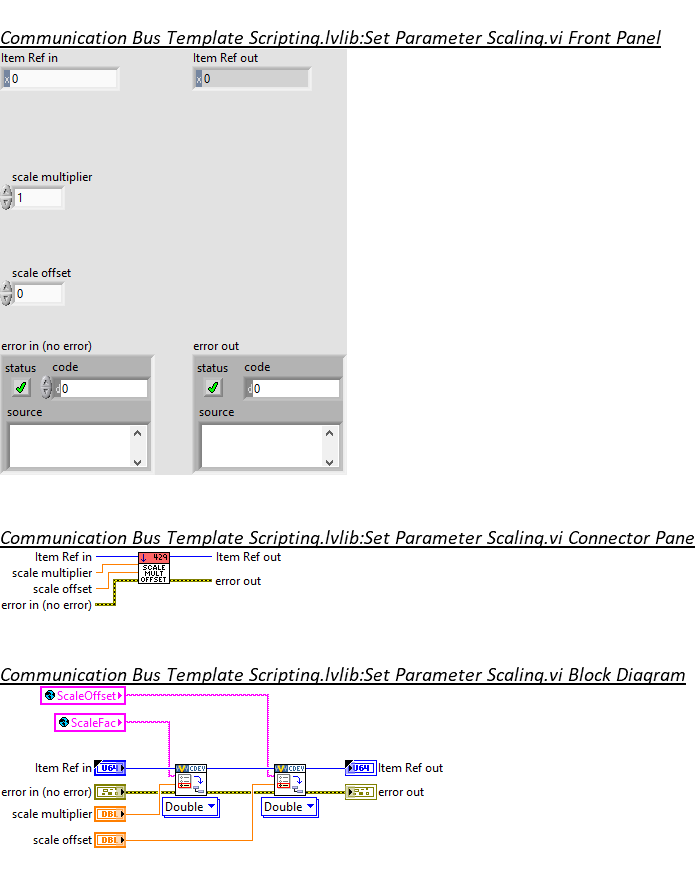 Communication Bus Template Scripting.lvlib:Set Parameter Scaling.vi Front Panel
Item Ref in Item Ref out
x 0 x 0
scale multiplier
1
scale offset
0
error in (no error) error out
status code status code
d 0 d 0
source source
Communication Bus Template Scripting.lvlib:Set Parameter Scaling.vi Connector Pane
Item Ref in ↓ 429 Item Ref out
scale multiplier SCALE
MULT
scale offset OFFSET error out
error in (no error)
Communication Bus Template Scripting.lvlib:Set Parameter Scaling.vi Block Diagram
ScaleOffset
ScaleFac
Item Ref in U64 CDEV CDEV U64 Item Ref out
error in (no error) error out
Double Double
scale multiplier DBL
scale offset DBL